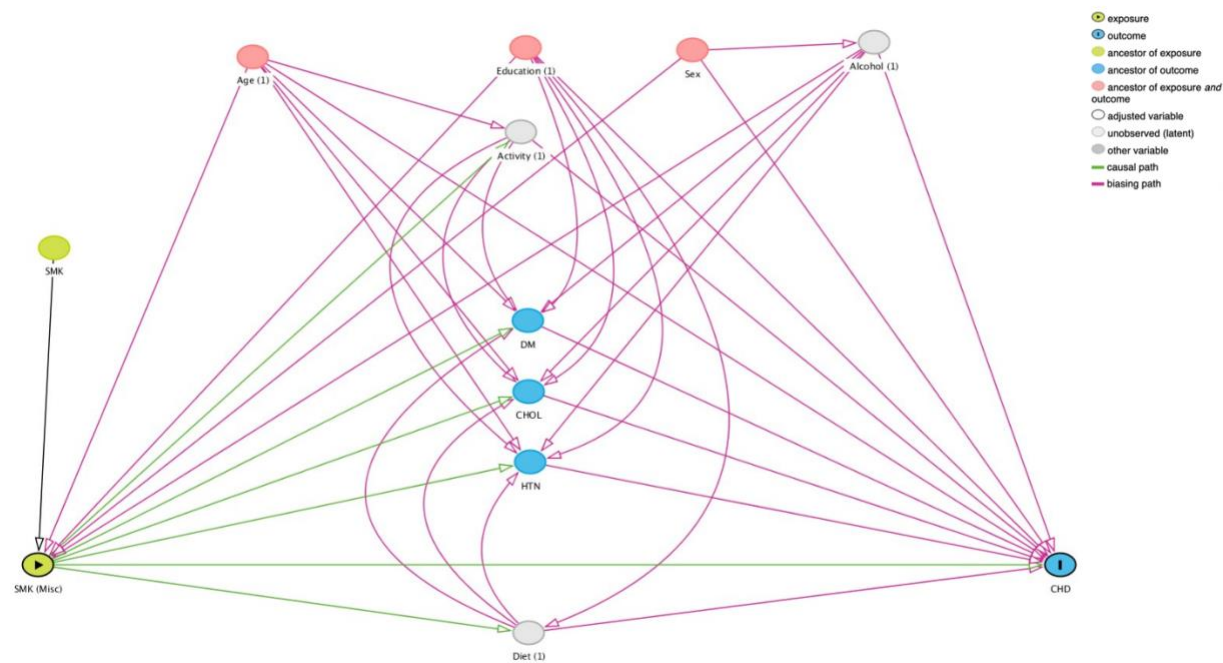 exposure
outcome
ancestor of exposure
ancestor of outcome
ancestor of exposure and
outcome
adjusted variable
unobserved (latent)
other variable
causal path
biasing path
Age (1)
Education (1)
Sex
Alcohol (1)
Activity (1)
SMK
DM
CHOL
HTN
SMK (Misc)
CHD
Diet (1)